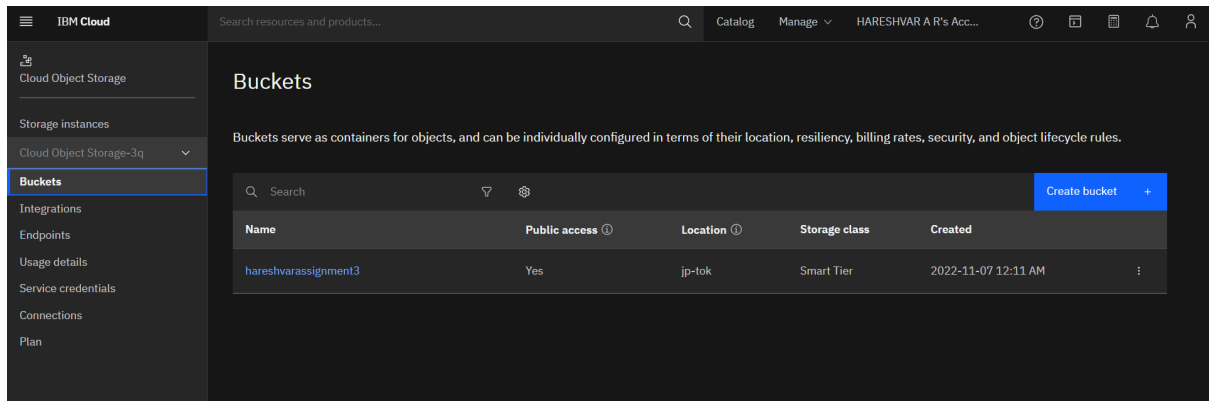 IBM Cloud
Search resources and products...
Catalog
Manage
HARESHVAR A R's Acc...
Cloud Object Storage
Storage instances
Cloud Object Storage-3q
Buckets
Integrations
Endpoints
Usage details
Service credentials
Connections
Plan
Buckets
Buckets serve as containers for objects, and can be individually configured in terms of their location, resiliency, billing rates, security, and object lifecycle rules.
Search
Create bucket +
Name Public access Location Storage class Created
hareshvarassignment3 Yes jp-tok Smart Tier 2022-11-07 12:11 AM